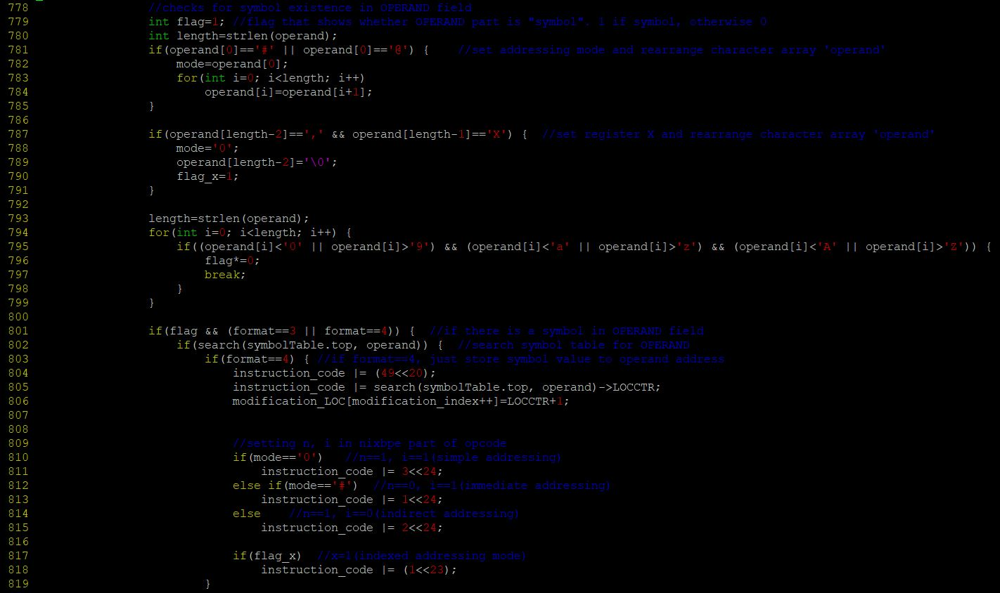 778                 //checks for symbol existence in OPERAND field
779                 int flag=1; //flag that shows whether OPERAND part is "symbol". 1 if symbol, otherwise 0
780                 int length=strlen(operand);
781                 if(operand[0]=='#' || operand[0]=='@') {    //set addressing mode and rearrange character array 'operand'
782                     mode=operand[0];
783                     for(int i=0; i<length; i++)
784                         operand[i]=operand[i+1];
785                 }
786
787                 if(operand[length-2]==',' && operand[length-1]=='X') {  //set register X and rearrange character array 'operand'
788                     mode='0';
789                     operand[length-2]='\0';
790                     flag_x=1;
791                 }
792
793                 length=strlen(operand);
794                 for(int i=0; i<length; i++) {
795                     if((operand[i]<'0' || operand[i]>'9') && (operand[i]<'a' || operand[i]>'z') && (operand[i]<'A' || operand[i]>'Z')) {
796                         flag*=0;
797                         break;
798                     }
799                 }
800
801                 if(flag && (format==3 || format==4)) {  //if there is a symbol in OPERAND field
802                     if(search(symbolTable.top, operand)) {  //search symbol table for OPERAND
803                         if(format==4) { //if format==4, just store symbol value to operand address
804                             instruction_code |= (49<<20);
805                             instruction_code |= search(symbolTable.top, operand)->LOCCTR;
806                             modification_LOC[modification_index++]=LOCCTR+1;
807
808
809                             //setting n, i in nixbpe part of opcode
810                             if(mode=='0')   //n==1, i==1(simple addressing)
811                                 instruction_code |= 3<<24;
812                             else if(mode=='#')  //n==0, i==1(immediate addressing)
813                                 instruction_code |= 1<<24;
814                             else    //n==1, i==0(indirect addressing)
815                                 instruction_code |= 2<<24;
816
817                             if(flag_x)  //x=1(indexed addressing mode)
818                                 instruction_code |= (1<<23);
819                         }